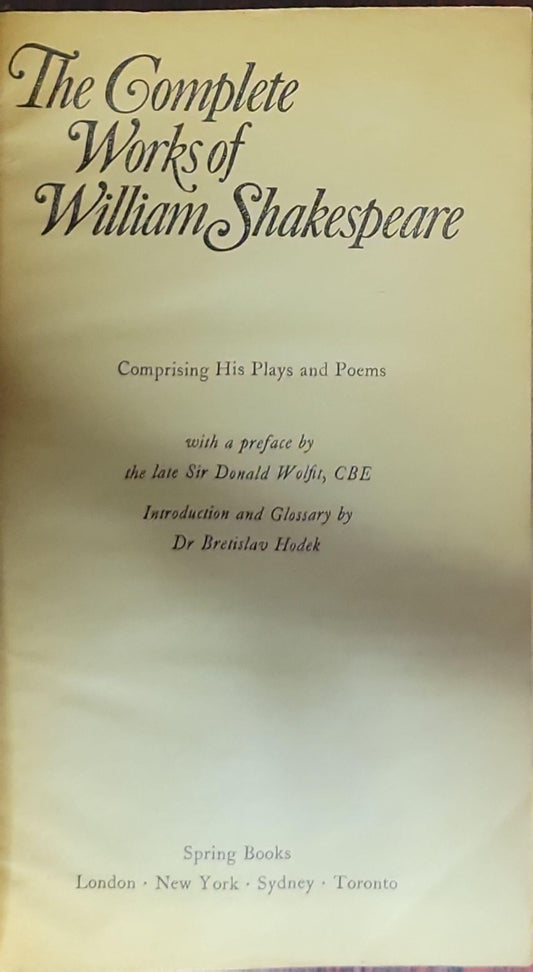 The Complete
Works of
William Shakespeare
Comprising His Plays and Poems
with a preface by
the late Sir Donald Wolfit, CBE
Introduction and Glossary by
Dr Bretislav Hodek
Spring Books
London · New York · Sydney · Toronto